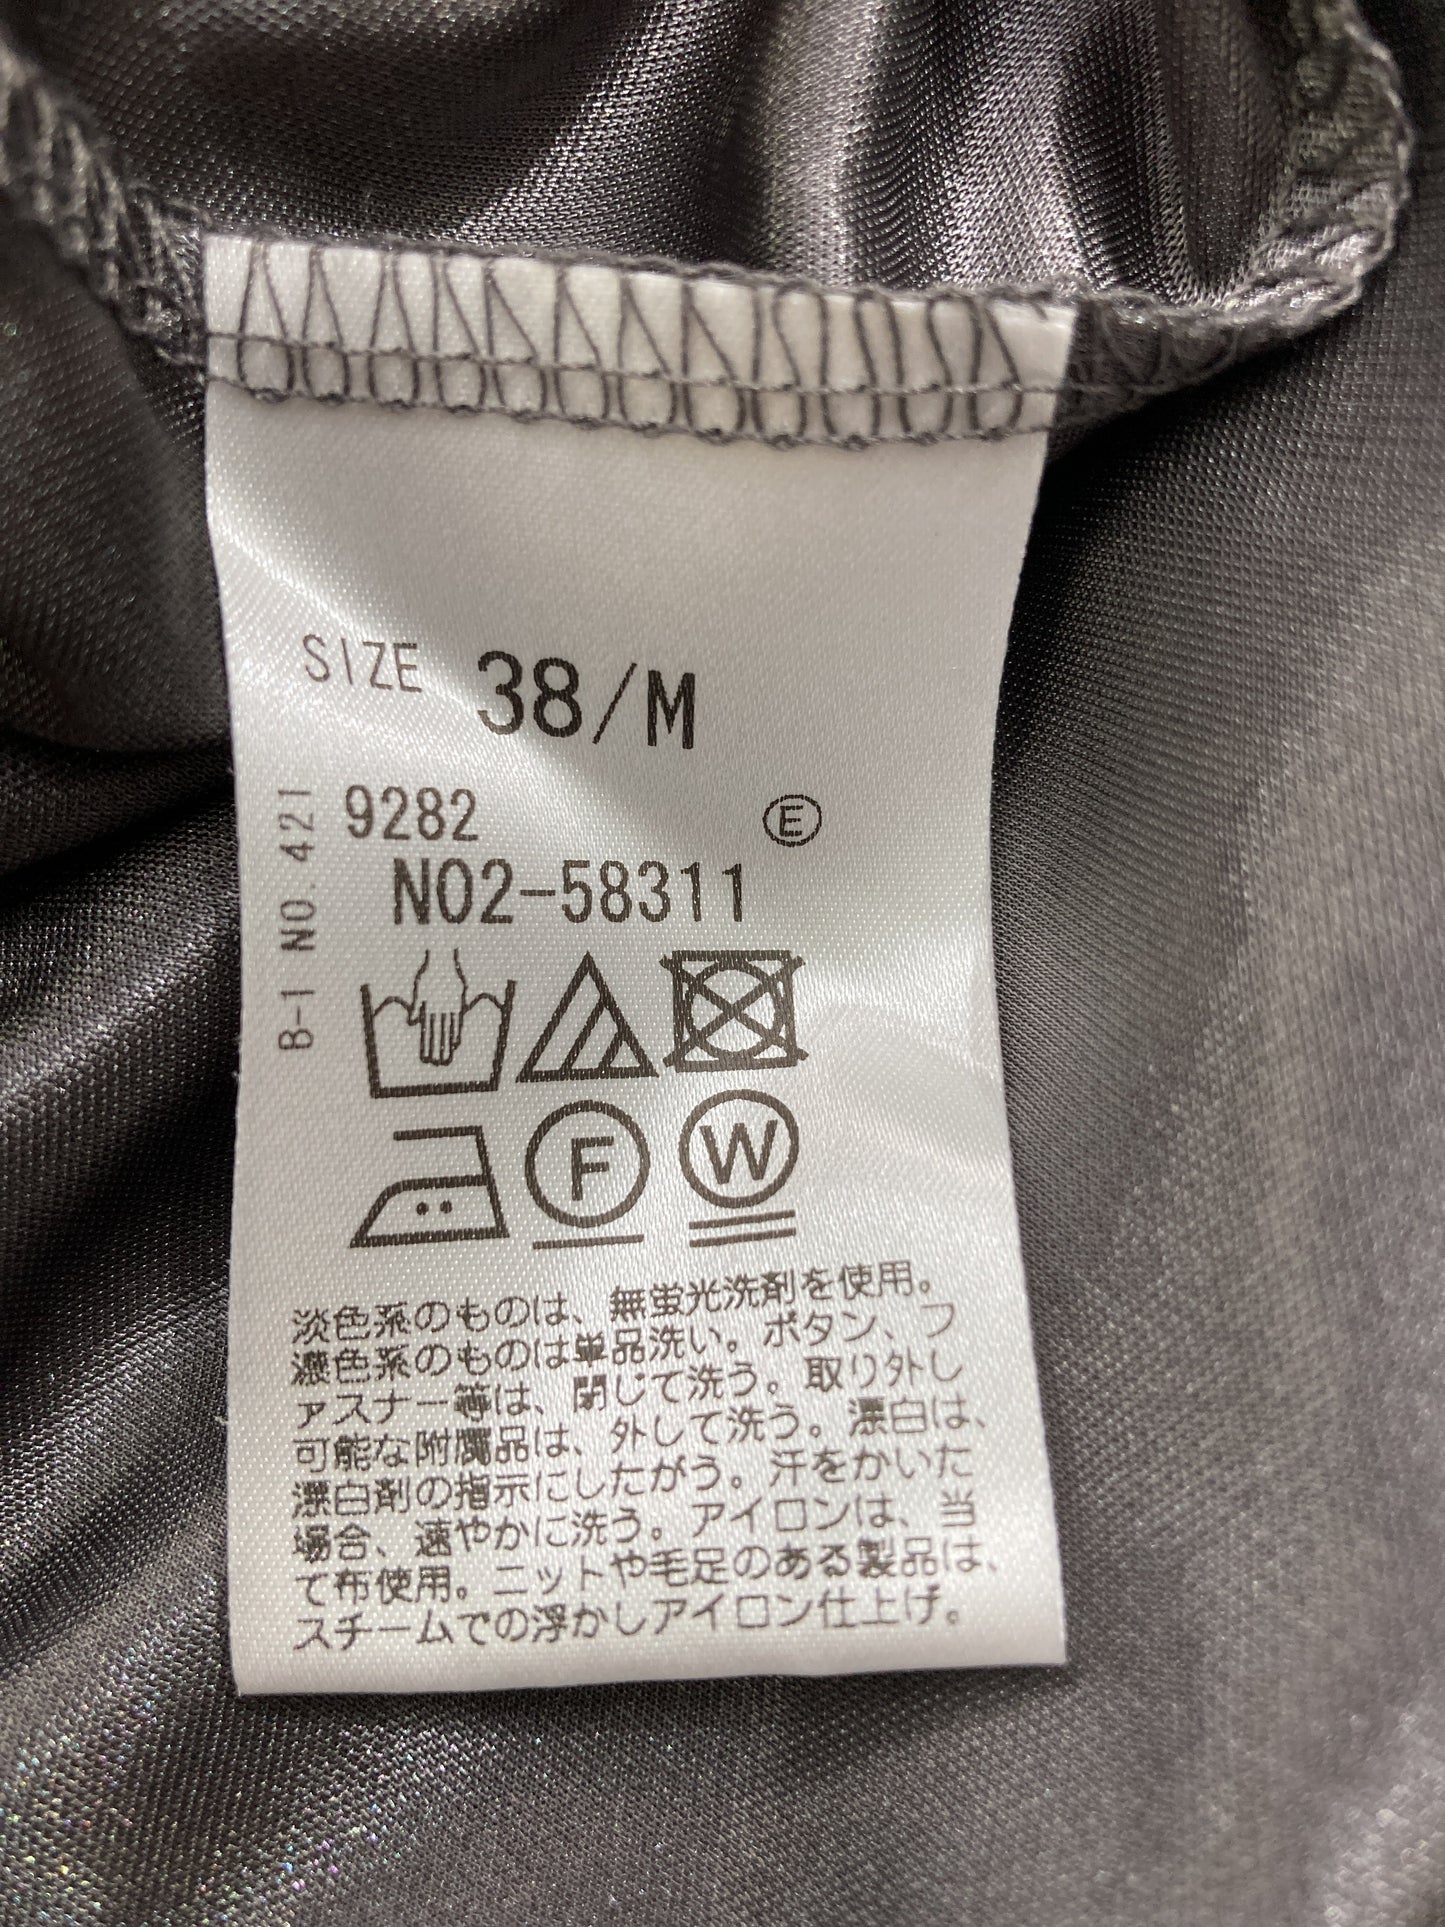 SIZE 38/M
9282
Ⓔ
N02-58311
B-1 NO.421
F
W
淡色系のものは、無蛍光洗剤を使用。
濃色系のものは単品洗い。ボタン、フ
ァスナー等は、閉じて洗う。取り外し
可能な附属品は、外して洗う。漂白は、
漂白剤の指示にしたがう。汗をかいた
場合、速やかに洗う。アイロンは、当
て布使用。ニットや毛足のある製品は、
スチームでの浮かしアイロン仕上げ。